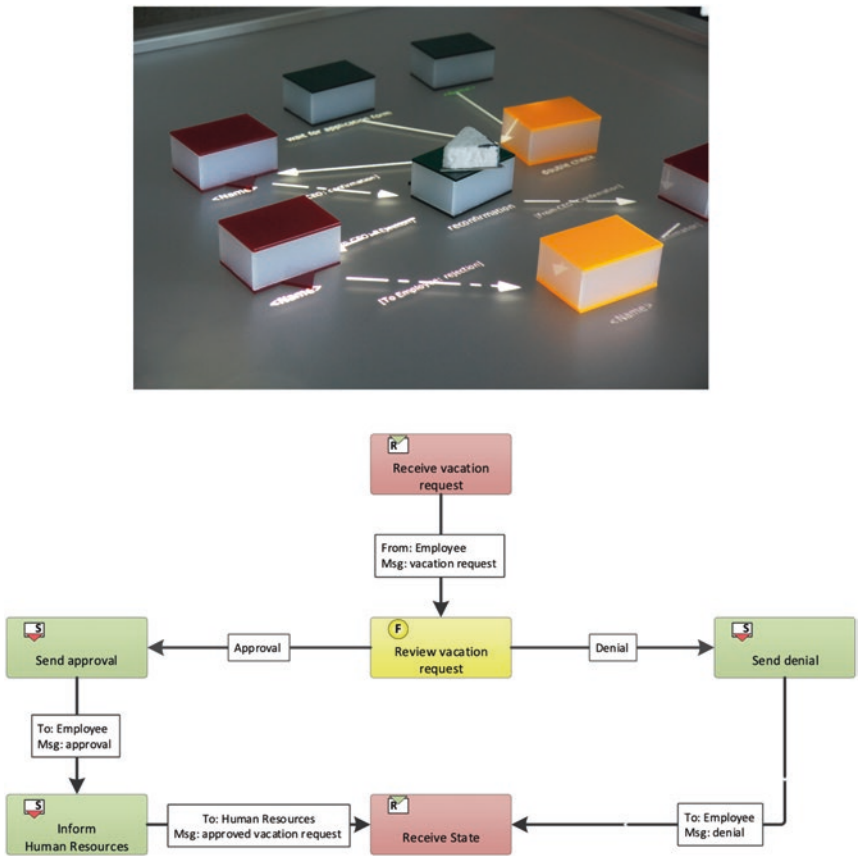 wait for application form
double check
<Name>
reconfirmation
[To Employee: rejection]
<Name>
<Name>
R
Receive vacation
request
From: Employee
Msg: vacation request
S
Send approval
Approval
F
Review vacation
request
Denial
S
Send denial
To: Employee
Msg: approval
S
Inform
Human Resources
To: Human Resources
Msg: approved vacation request
R
Receive State
To: Employee
Msg: denial